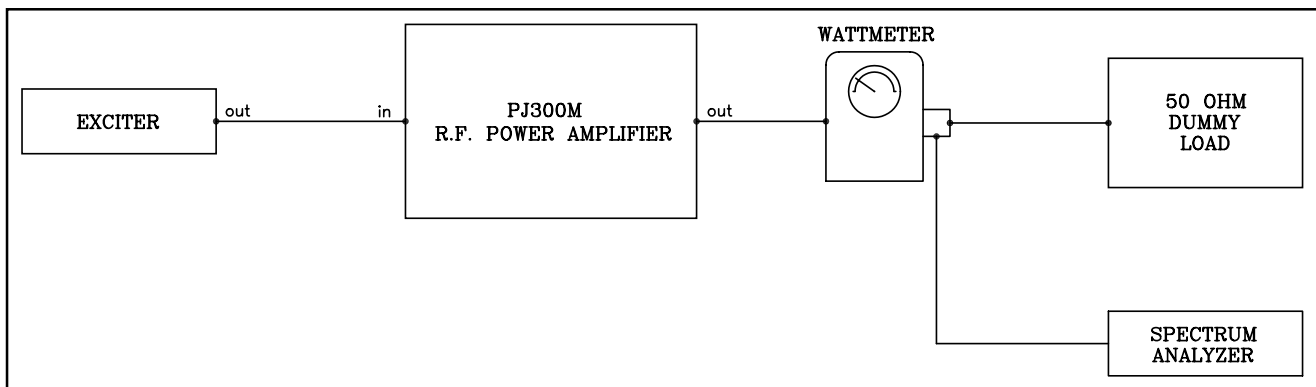 WATTMETER
EXCITER
out
in
PJ300M
R.F. POWER AMPLIFIER
out
50 OHM
DUMMY
LOAD
SPECTRUM
ANALYZER